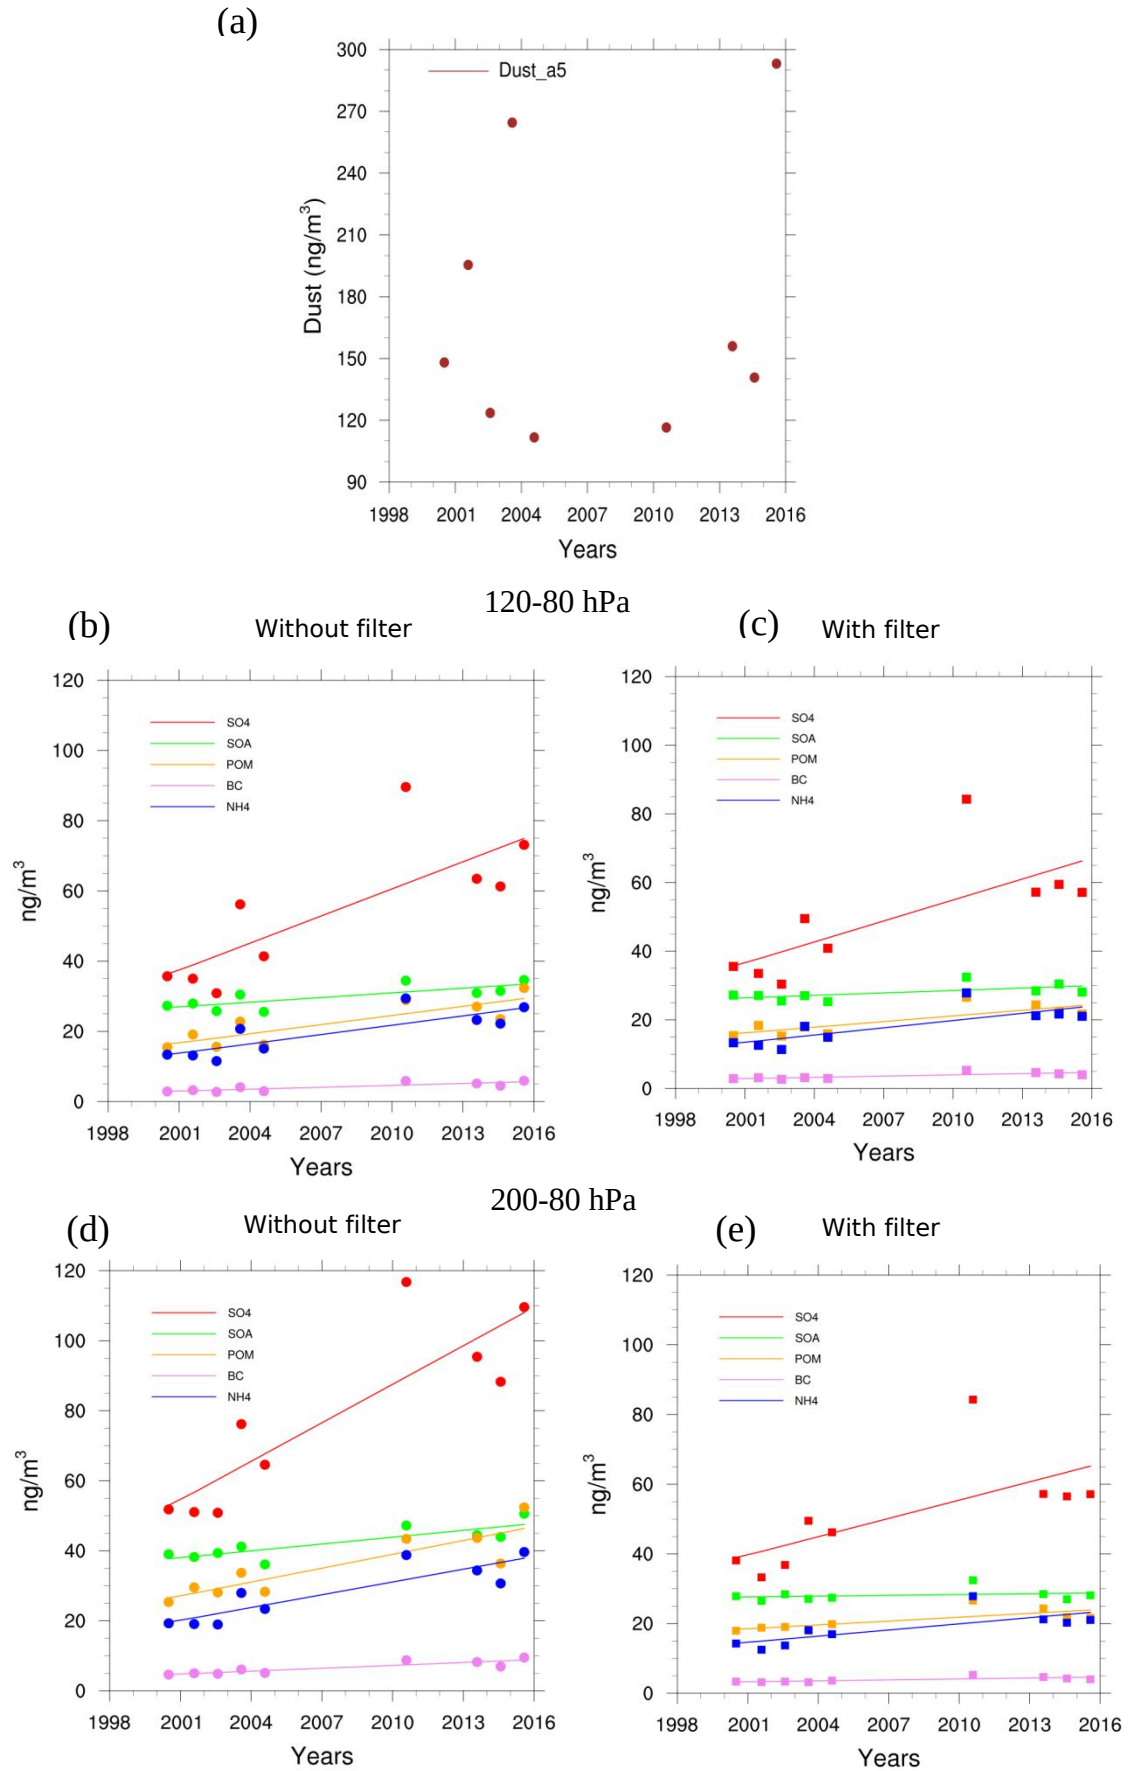 (a)
300
270
240
210
180
150
120
90
Dust (ng/m³)
Dust_a5
1998 2001 2004 2007 2010 2013 2016
Years
120-80 hPa
(b) Without filter
120
100
80
60
40
20
0
ng/m³
SO4
SOA
POM
BC
NH4
1998 2001 2004 2007 2010 2013 2016
Years
(c) With filter
120
100
80
60
40
20
0
ng/m³
SO4
SOA
POM
BC
NH4
1998 2001 2004 2007 2010 2013 2016
Years
200-80 hPa
(d) Without filter
120
100
80
60
40
20
0
ng/m³
SO4
SOA
POM
BC
NH4
1998 2001 2004 2007 2010 2013 2016
Years
(e) With filter
120
100
80
60
40
20
0
ng/m³
SO4
SOA
POM
BC
NH4
1998 2001 2004 2007 2010 2013 2016
Years